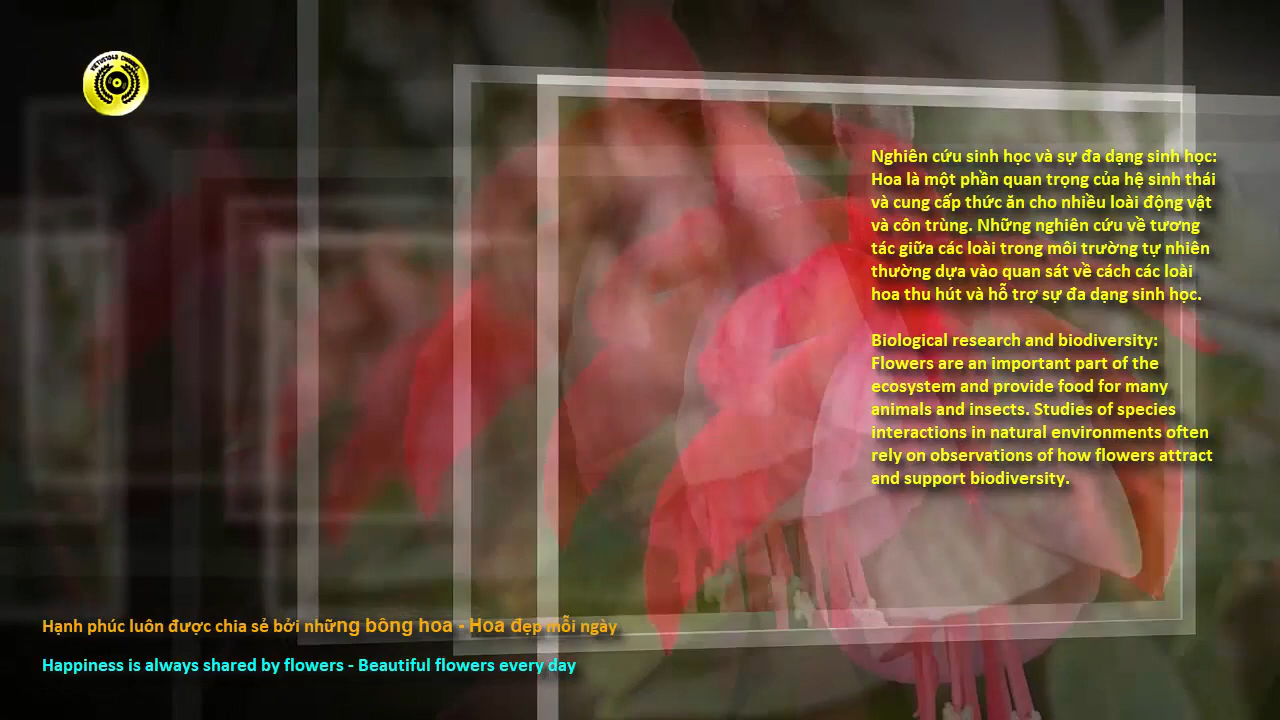 Nghiên cứu sinh học và sự đa dạng sinh học:
Hoa là một phần quan trọng của hệ sinh thái
và cung cấp thức ăn cho nhiều loài động vật
và côn trùng. Những nghiên cứu về tương
tác giữa các loài trong môi trường tự nhiên
thường dựa vào quan sát về cách các loài
hoa thu hút và hỗ trợ sự đa dạng sinh học.
Biological research and biodiversity:
Flowers are an important part of the
ecosystem and provide food for many
animals and insects. Studies of species
interactions in natural environments often
rely on observations of how flowers attract
and support biodiversity.
Hạnh phúc luôn được chia sẻ bởi những bông hoa - Hoa đẹp mỗi ngày
Happiness is always shared by flowers - Beautiful flowers every day